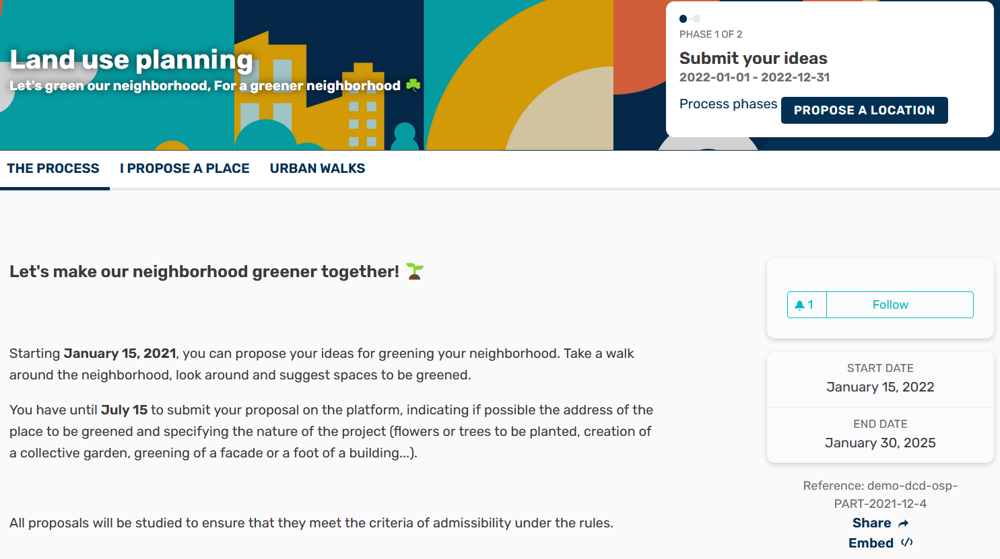 Land use planning
Let's green our neighborhood, For a greener neighborhood
PHASE 1 OF 2
Submit your ideas
2022-01-01 - 2022-12-31
Process phases
PROPOSE A LOCATION
THE PROCESS
I PROPOSE A PLACE
URBAN WALKS
Let's make our neighborhood greener together!
Starting January 15, 2021, you can propose your ideas for greening your neighborhood. Take a walk
around the neighborhood, look around and suggest spaces to be greened.
You have until July 15 to submit your proposal on the platform, indicating if possible the address of the
place to be greened and specifying the nature of the project (flowers or trees to be planted, creation of
a collective garden, greening of a facade or a foot of a building...).
All proposals will be studied to ensure that they meet the criteria of admissibility under the rules.
1
Follow
START DATE
January 15, 2022
END DATE
January 30, 2025
Reference: demo-dcd-osp-
PART-2021-12-4
Share
Embed